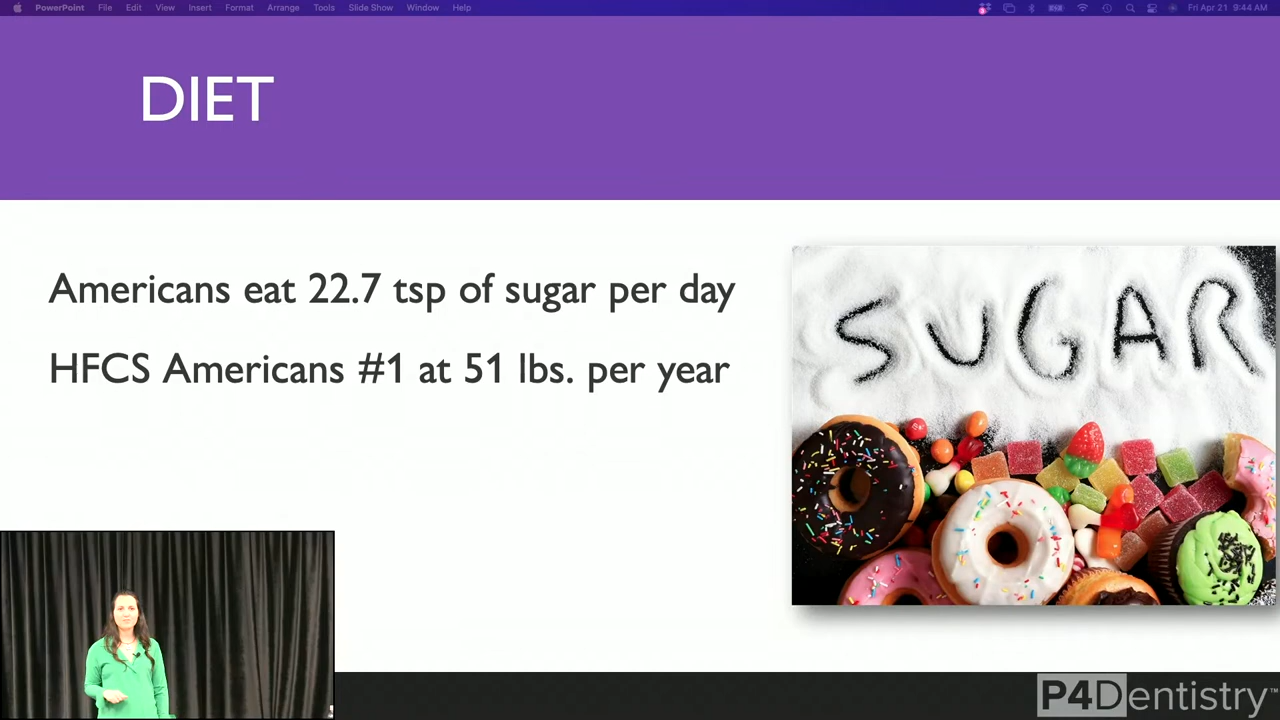 PowerPoint File Edit View Insert Format Arrange Tools Slide Show Window Help Fri Apr 21 9:44 AM
DIET
Americans eat 22.7 tsp of sugar per day
HFCS Americans #1 at 51 lbs. per year
SUGAR
P4Dentistry™